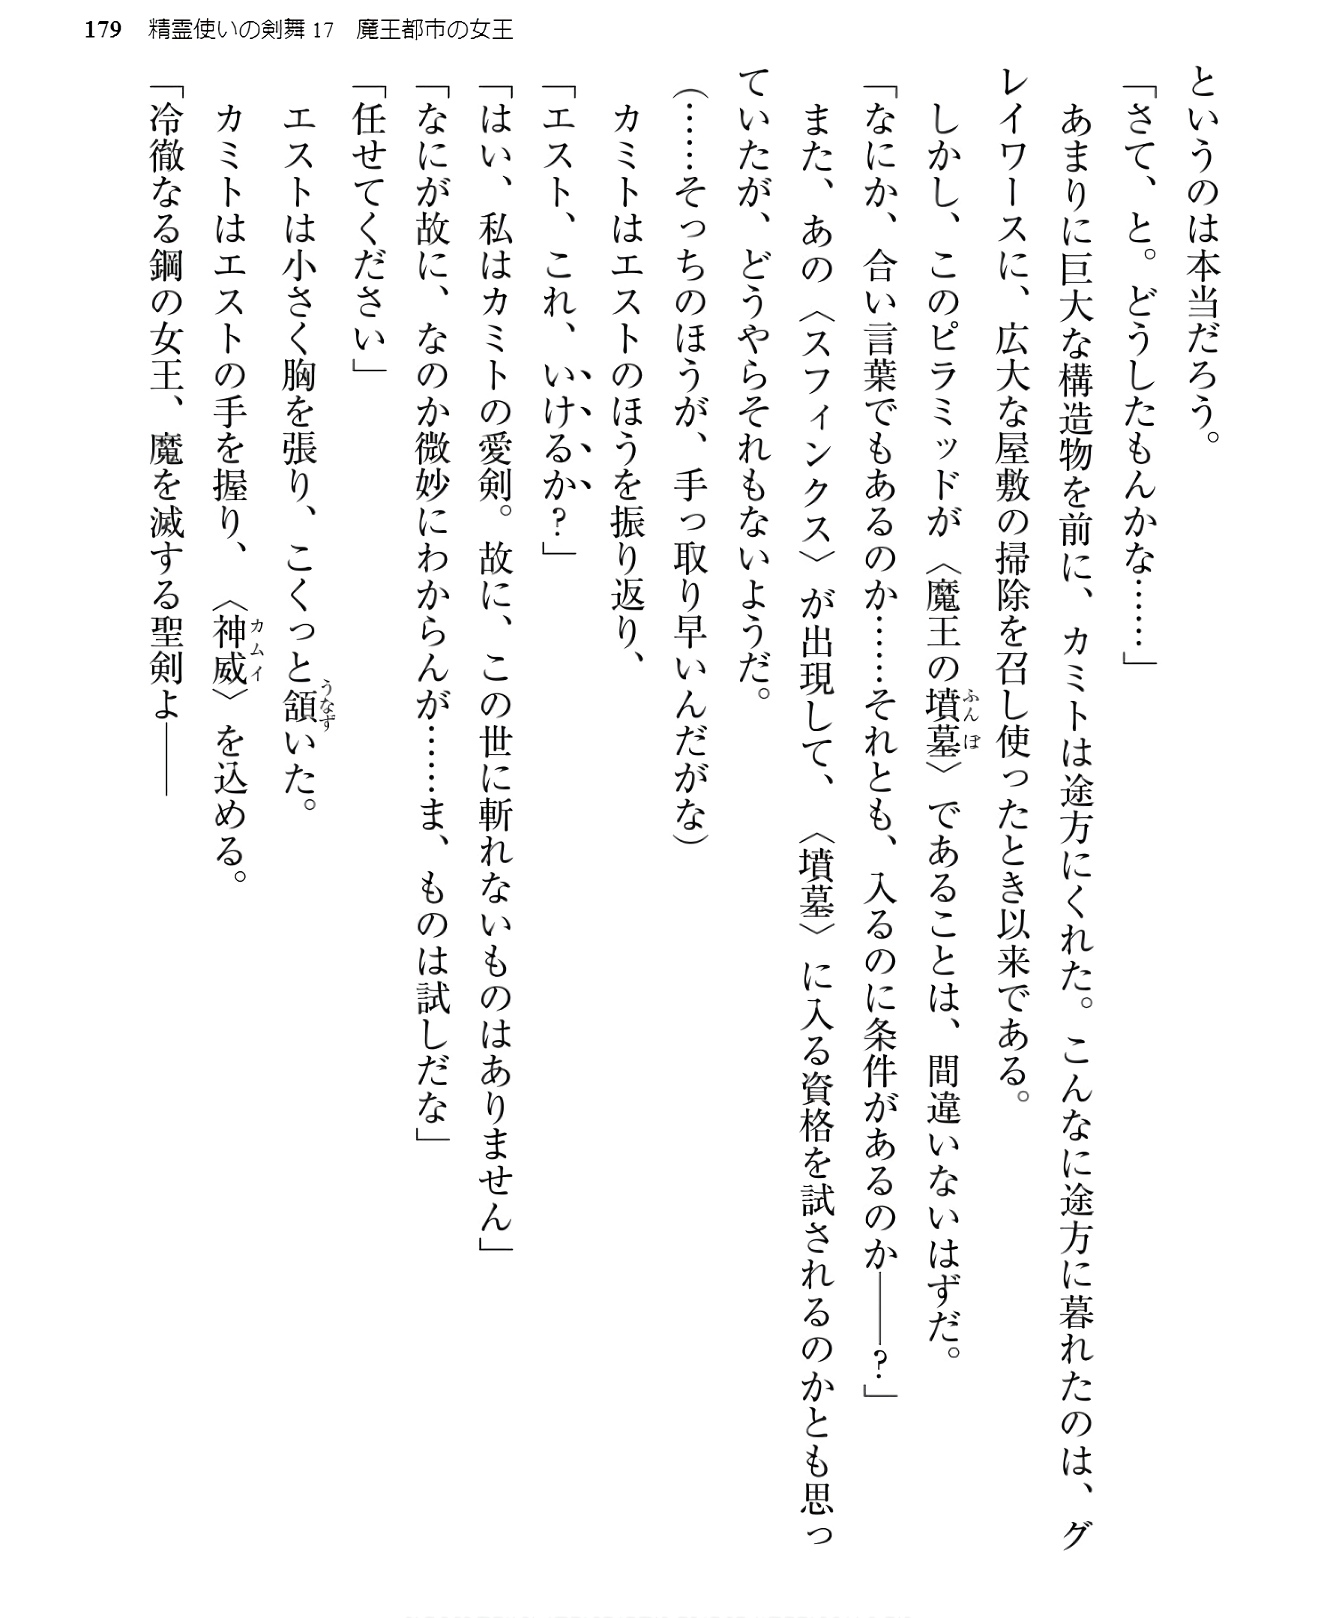 179 精霊使いの剣舞17 魔王都市の女王
というのは本当だろう。
「さて、と。どうしたもんかな……」
あまりに巨大な構造物を前に、カミトは途方にくれた。こんなに途方に暮れたのは、グ
レイワースに、広大な屋敷の掃除を召し使ったとき以来である。
しかし、このピラミッドが〈魔王の墳墓〉であることは、間違いないはずだ。
ふんぼ
「なにか、合い言葉でもあるのか……それとも、入るのに条件があるのか――?」
また、あの〈スフィンクス〉が出現して、〈墳墓〉に入る資格を試されるのかとも思っ
ていたが、どうやらそれもないようだ。
(……そっちのほうが、手っ取り早いんだがな)
カミトはエストのほうを振り返り、
「エスト、これ、いけるか?」
「はい、私はカミトの愛剣。故に、この世に斬れないものはありません」
「なにが故に、なのか微妙にわからんが……ま、ものは試しだな」
「任せてください」
エストは小さく胸を張り、こくっと頷いた。
うなず
カミトはエストの手を握り、〈神威〉を込める。
カムイ
「冷徹なる鋼の女王、魔を滅する聖剣よ――